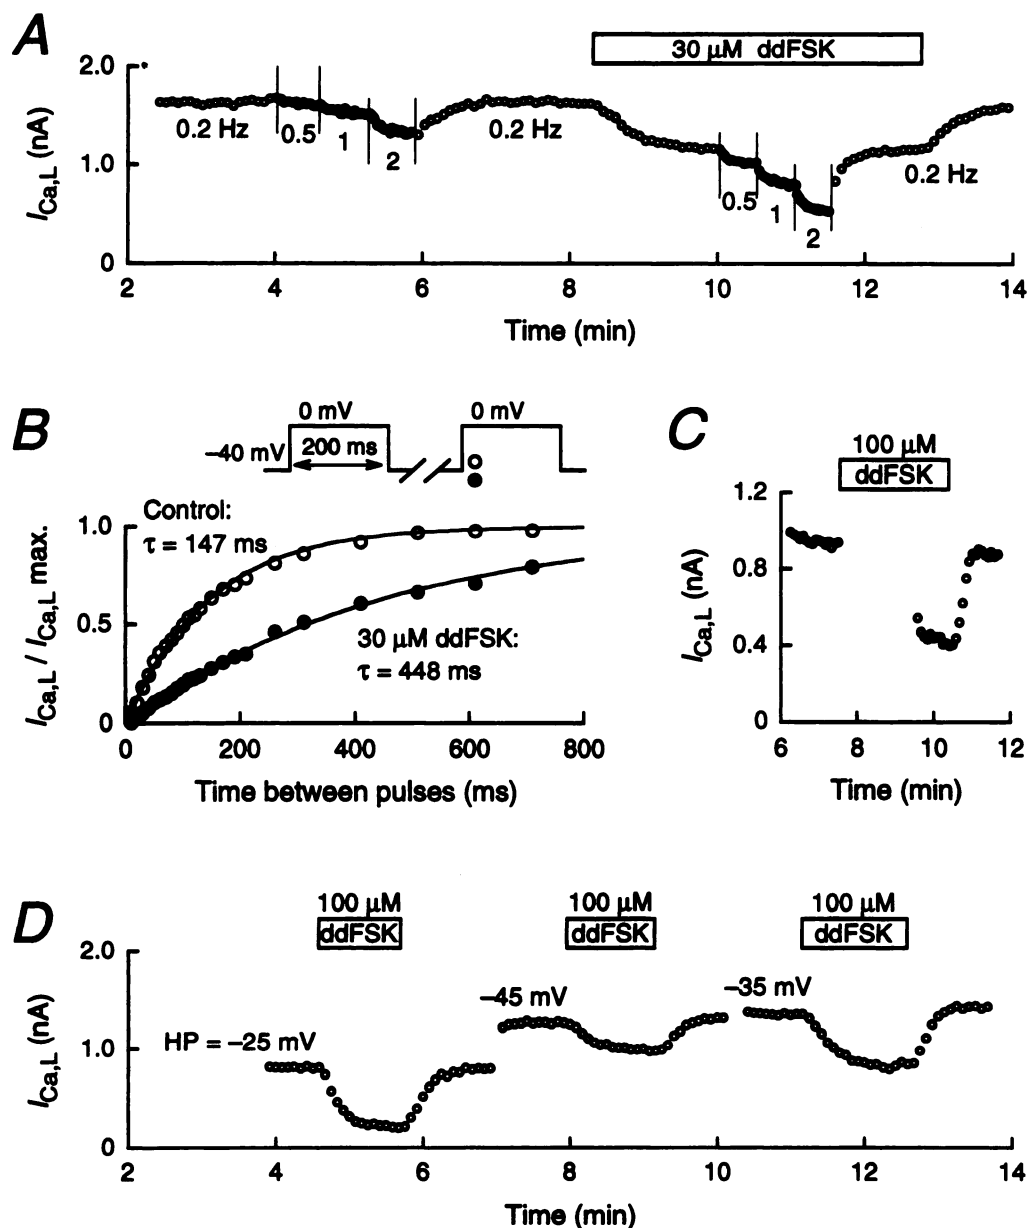 A
30 μM ddFSK
2.0
1.0
0
I_Ca,L (nA)
0.2 Hz
0.5
1
2
0.2 Hz
0.5
1
2
0.2 Hz
2
4
6
8
10
12
14
Time (min)
B
0 mV
0 mV
–40 mV
200 ms
Control:
τ = 147 ms
30 μM ddFSK:
τ = 448 ms
1.0
0.5
0
I_Ca,L / I_Ca,L max.
0
200
400
600
800
Time between pulses (ms)
C
100 μM
ddFSK
1.2
0.8
0.4
0
I_Ca,L (nA)
6
8
10
12
Time (min)
D
100 μM
ddFSK
100 μM
ddFSK
100 μM
ddFSK
2.0
1.0
0
I_Ca,L (nA)
HP = –25 mV
–45 mV
–35 mV
2
4
6
8
10
12
14
Time (min)